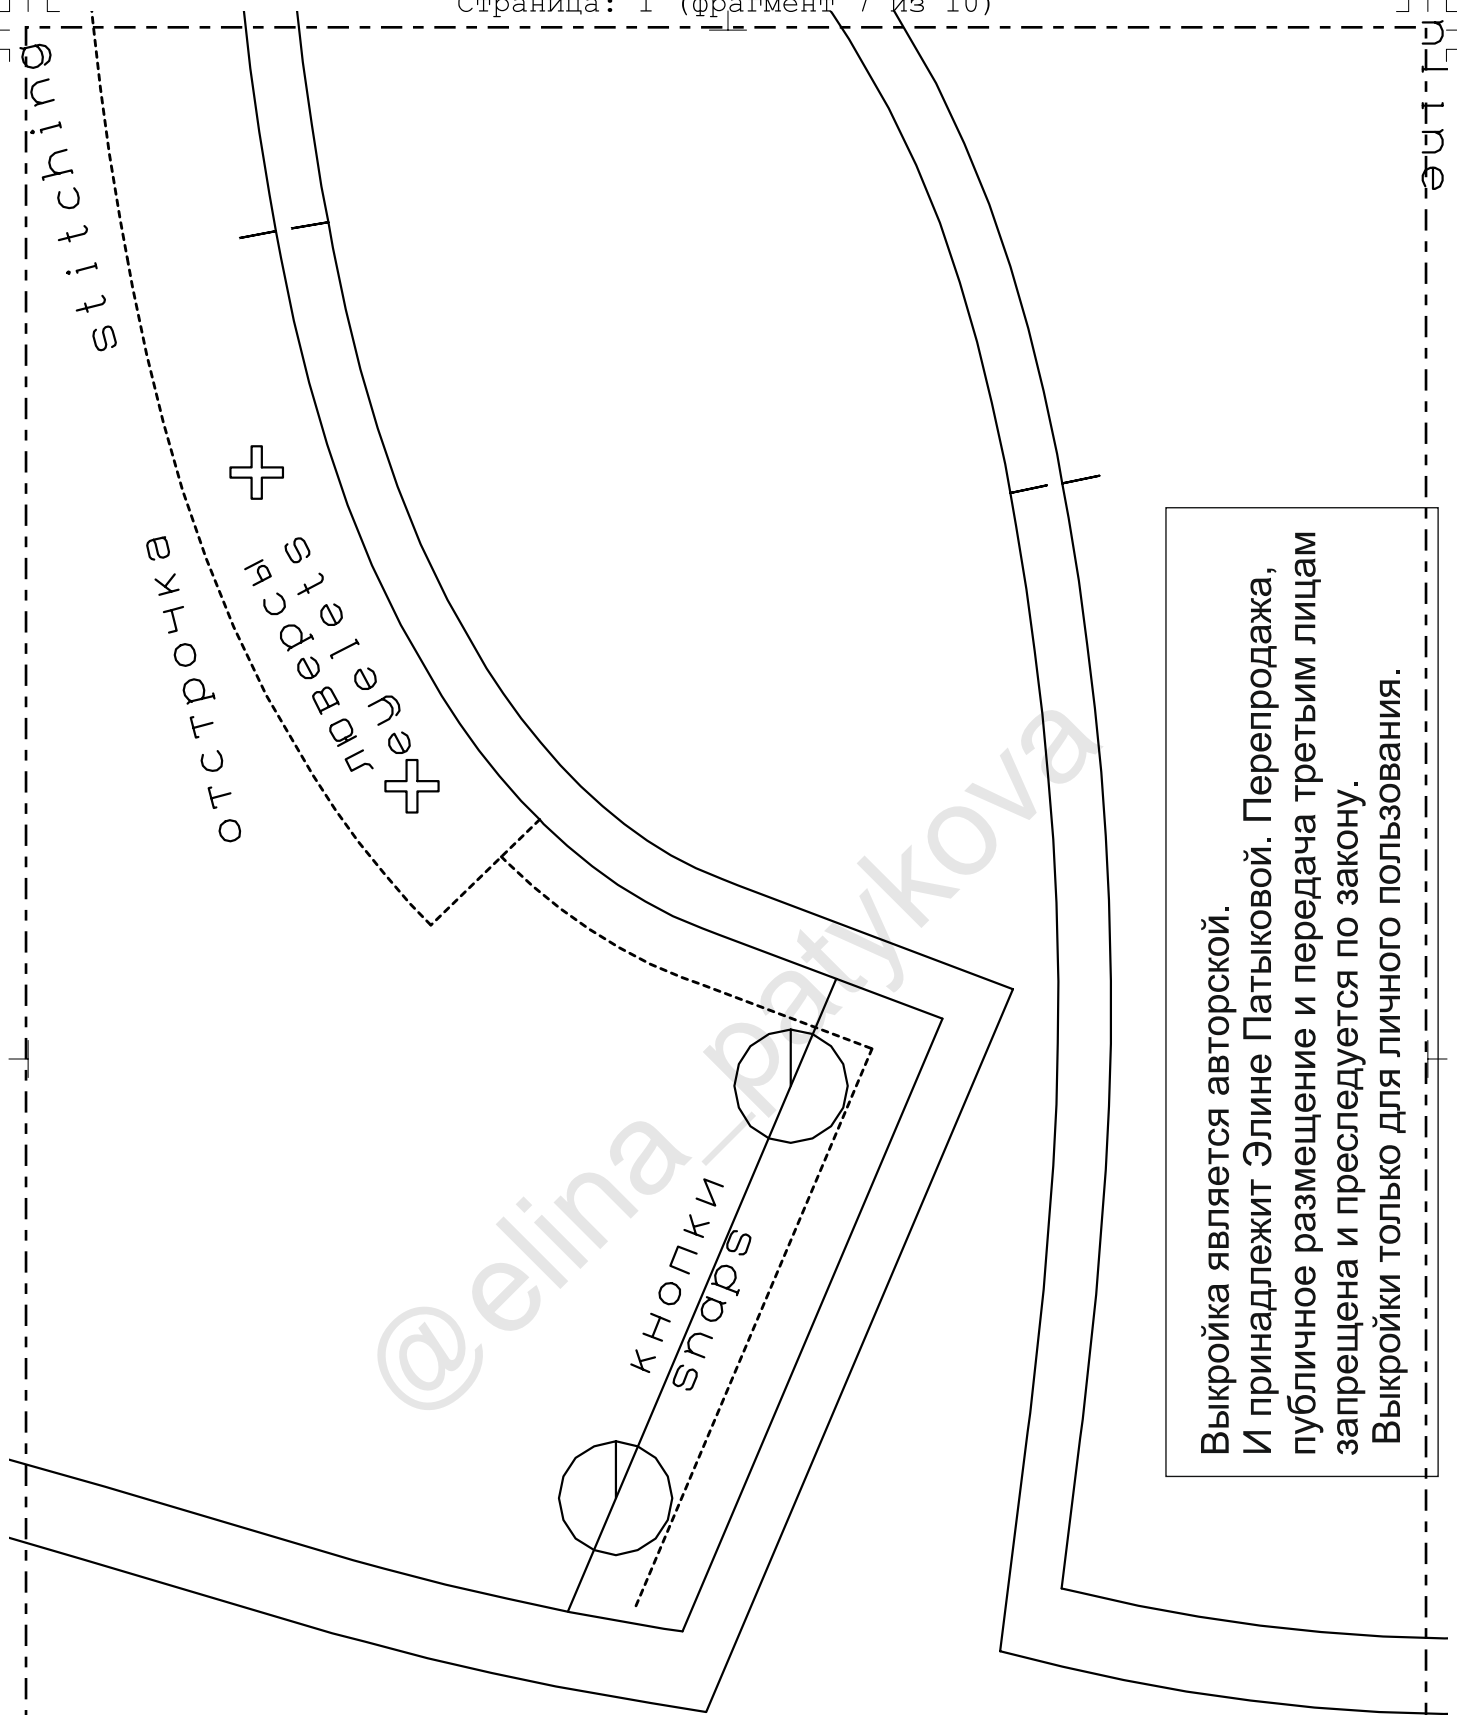 Страница: 1 (фрагмент 7 из 10)
stitching
отстрочка
люверсы
eyelets
кнопки
snaps
@elina_patykova
Выкройка является авторской.
И принадлежит Элине Патыковой. Перепродажа,
публичное размещение и передача третьим лицам
запрещена и преследуется по закону.
Выкройки только для личного пользования.